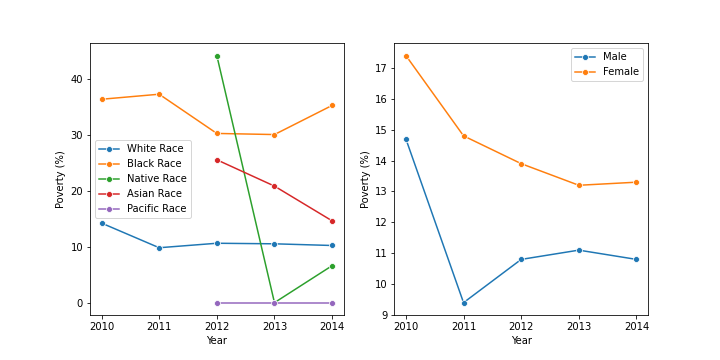 40
30
20
10
0
Poverty (%)
White Race
Black Race
Native Race
Asian Race
Pacific Race
2010 2011 2012 2013 2014
Year
17
16
15
14
13
12
11
10
9
Poverty (%)
Male
Female
2010 2011 2012 2013 2014
Year